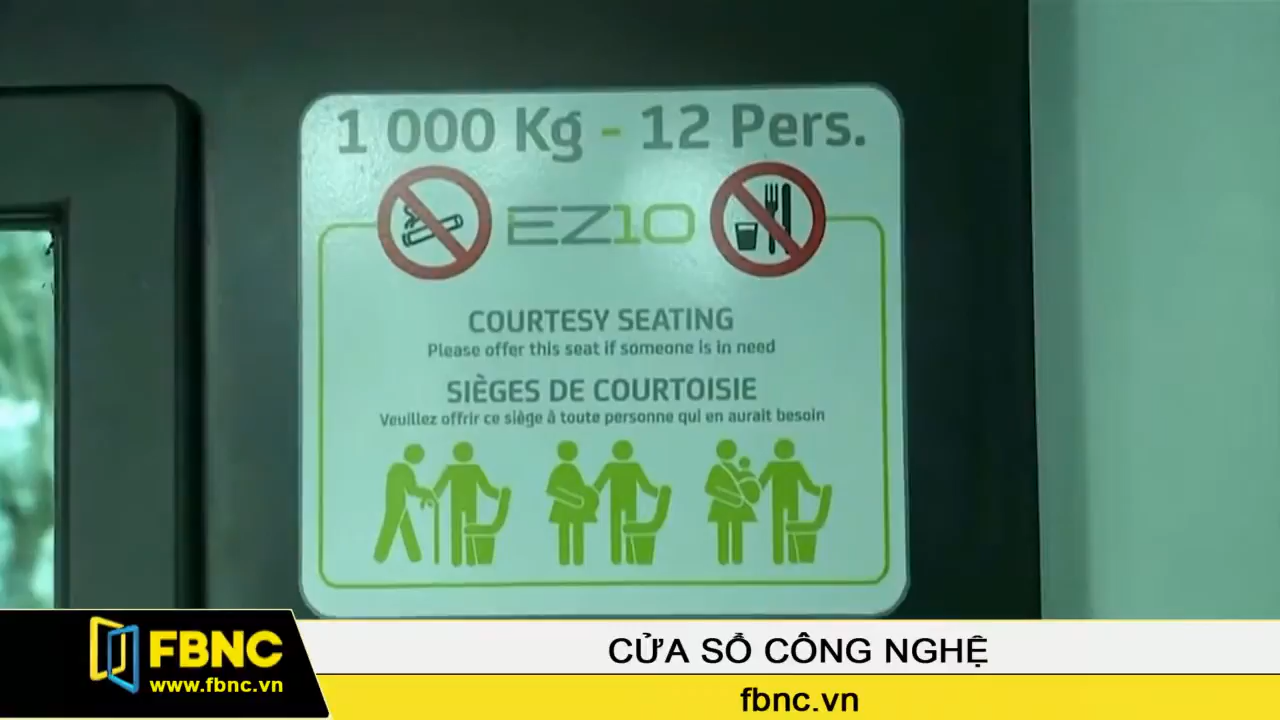 1 000 Kg - 12 Pers.
EZ10
COURTESY SEATING
Please offer this seat if someone is in need
SIÈGES DE COURTOISIE
Veuillez offrir ce siège à toute personne qui en aurait besoin
FBNC
www.fbnc.vn
CỬA SỔ CÔNG NGHỆ
fbnc.vn